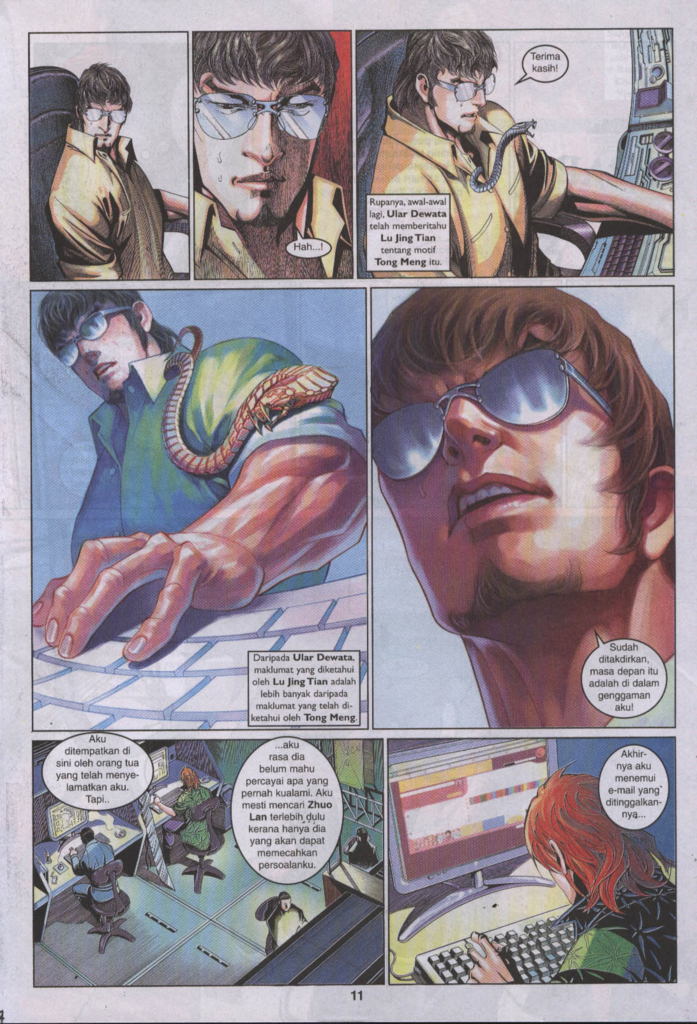 Hah...!
Terima
kasih!
Rupanya, awal-awal
lagi, Ular Dewata
telah memberitahu
Lu Jing Tian
tentang motif
Tong Meng itu.
Daripada Ular Dewata,
maklumat yang diketahui
oleh Lu Jing Tian adalah
lebih banyak daripada
maklumat yang telah di-
ketahui oleh Tong Meng.
Sudah
ditakdirkan,
masa depan itu
adalah di dalam
genggaman
aku!
Aku
ditempatkan di
sini oleh orang tua
yang telah menye-
lamatkan aku.
Tapi..
...aku
rasa dia
belum mahu
percayai apa yang
pernah kualami. Aku
mesti mencari Zhuo
Lan terlebih dulu
kerana hanya dia
yang akan dapat
memecahkan
persoalanku.
Akhir-
nya aku
menemui
e-mail yang
ditinggalkan-
nya...
11